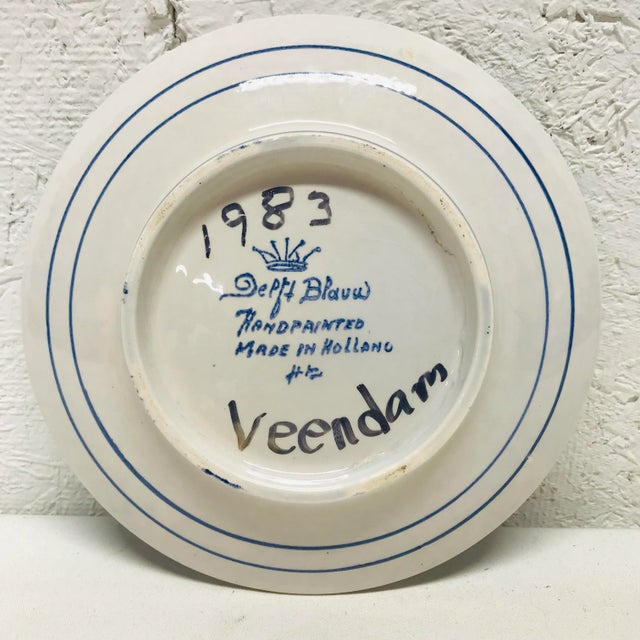 1983
Delft Blauw
HANDPAINTED
MADE IN HOLLAND
Veendam